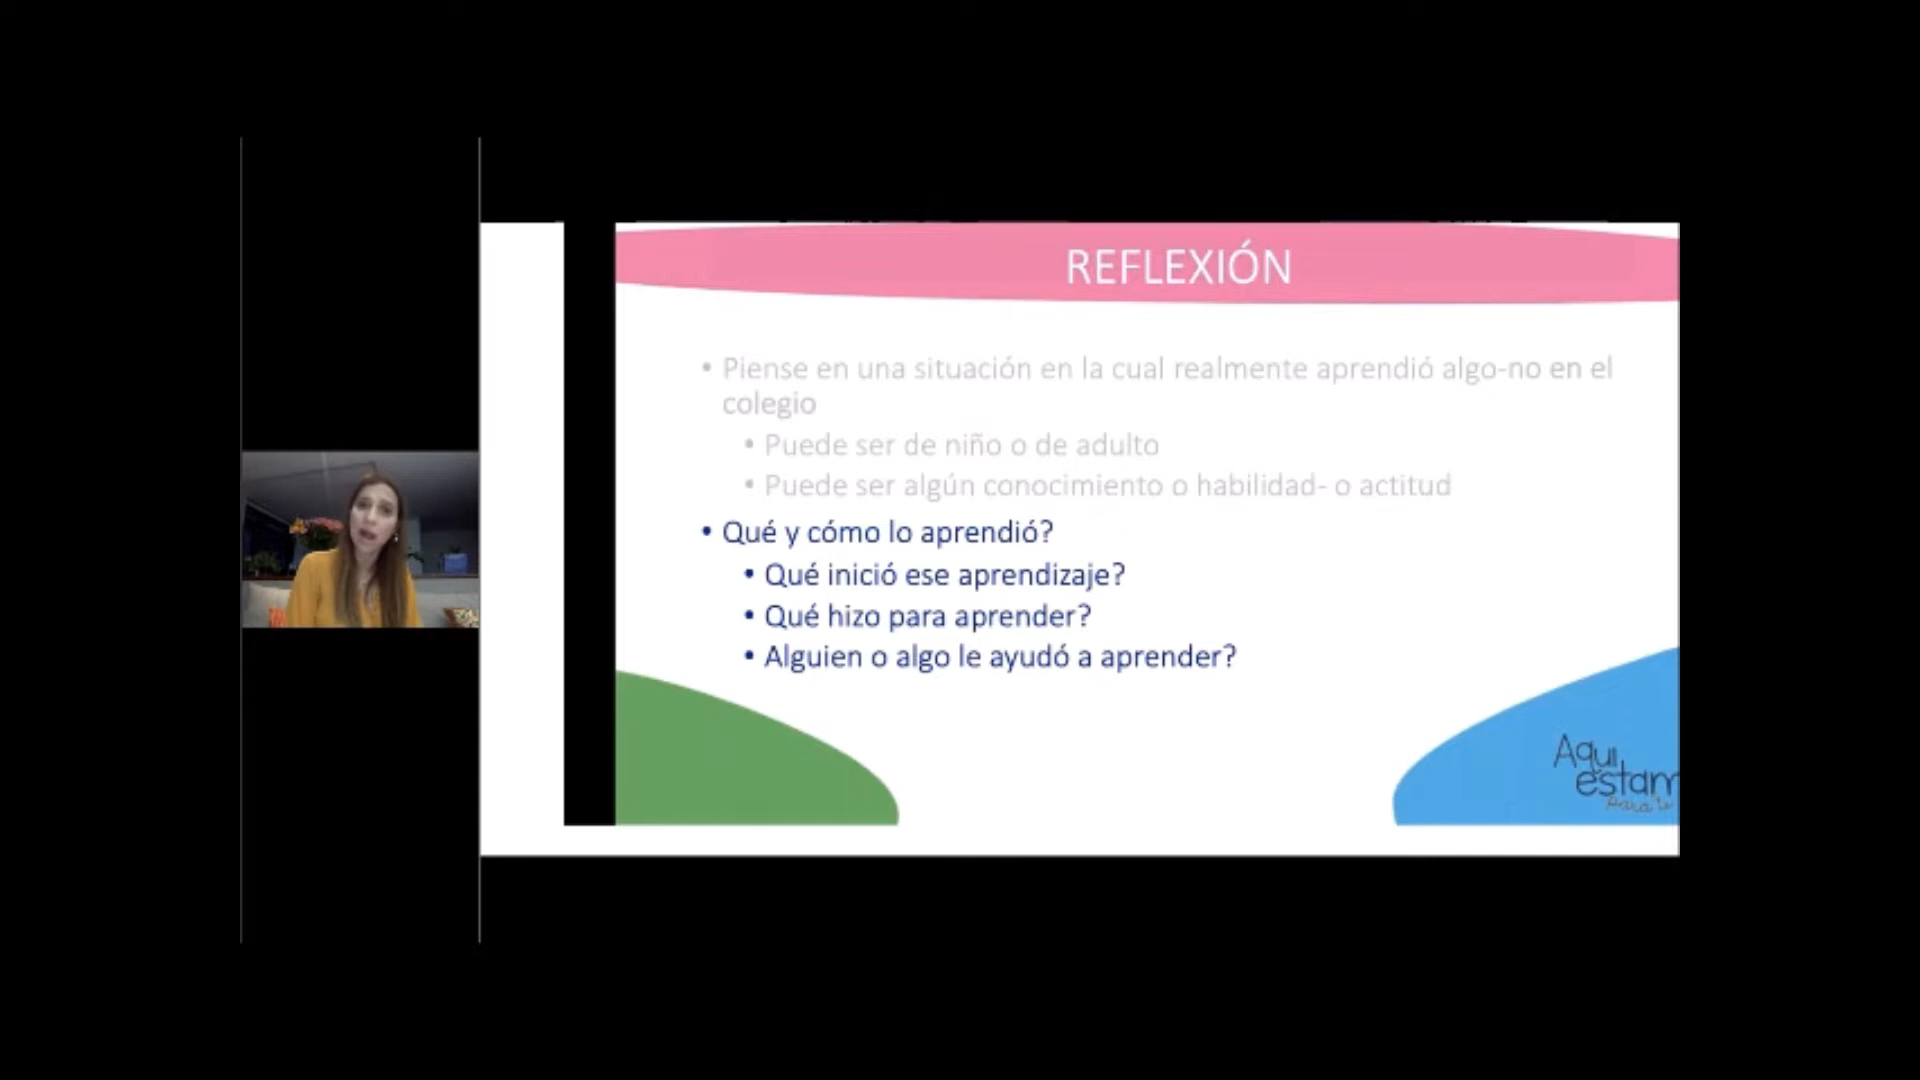 REFLEXIÓN
• Piense en una situación en la cual realmente aprendió algo-no en el
colegio
• Puede ser de niño o de adulto
• Puede ser algún conocimiento o habilidad- o actitud
• Qué y cómo lo aprendió?
• Qué inició ese aprendizaje?
• Qué hizo para aprender?
• Alguien o algo le ayudó a aprender?
Aquí
estam
para ti